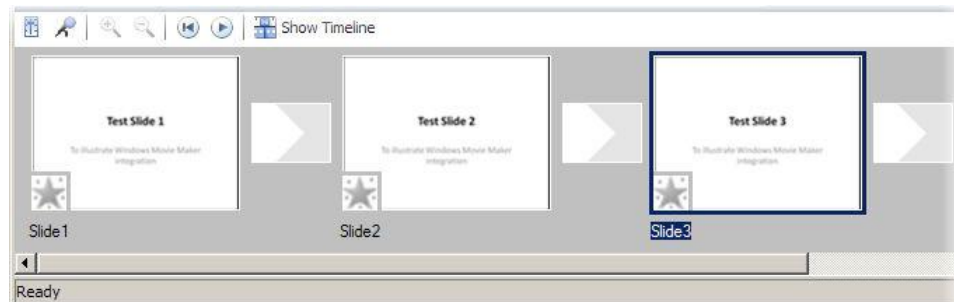 Show Timeline
Test Slide 1
To illustrate Windows Movie Maker
integration
Test Slide 2
To illustrate Windows Movie Maker
integration
Test Slide 3
To illustrate Windows Movie Maker
integration
Slide1
Slide2
Slide3
Ready